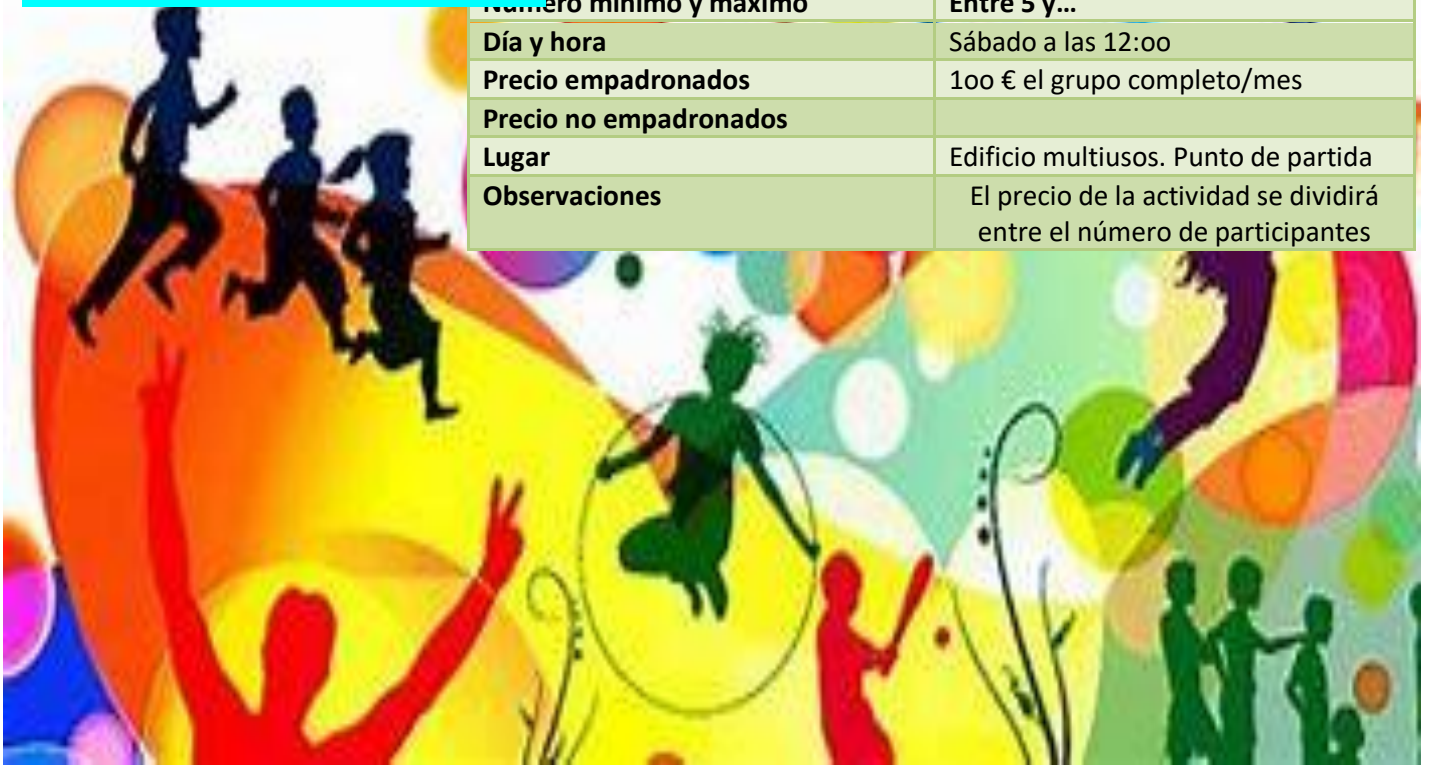 Número mínimo y máximo Entre 5 y…
Día y hora Sábado a las 12:oo
Precio empadronados 1oo € el grupo completo/mes
Precio no empadronados
Lugar Edificio multiusos. Punto de partida
Observaciones El precio de la actividad se dividirá
entre el número de participantes